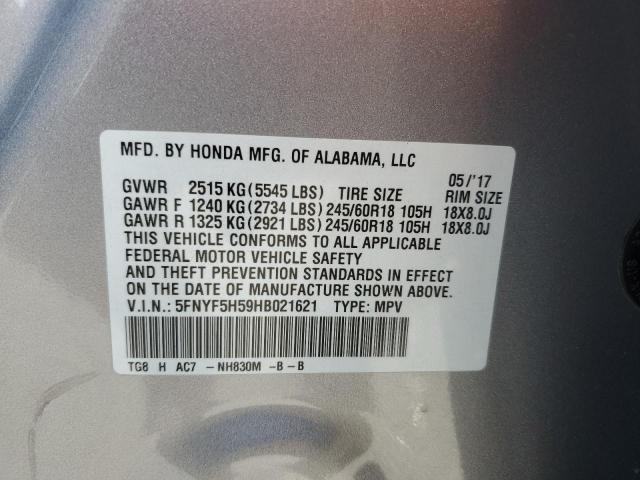 MFD. BY HONDA MFG. OF ALABAMA, LLC
05/'17
GVWR 2515 KG (5545 LBS) TIRE SIZE RIM SIZE
GAWR F 1240 KG (2734 LBS) 245/60R18 105H 18X8.0J
GAWR R 1325 KG (2921 LBS) 245/60R18 105H 18X8.0J
THIS VEHICLE CONFORMS TO ALL APPLICABLE
FEDERAL MOTOR VEHICLE SAFETY
AND THEFT PREVENTION STANDARDS IN EFFECT
ON THE DATE OF MANUFACTURE SHOWN ABOVE.
V.I.N.: 5FNYF5H59HB021621 TYPE: MPV
TG8 H AC7 -NH830M -B-B